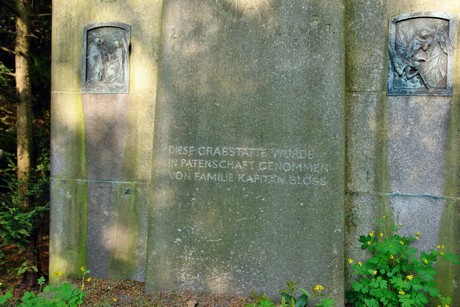 DIESE GRABSTÄTTE WURDE
IN PATENSCHAFT GENOMMEN
VON FAMILIE KAPITÄN BLOSS